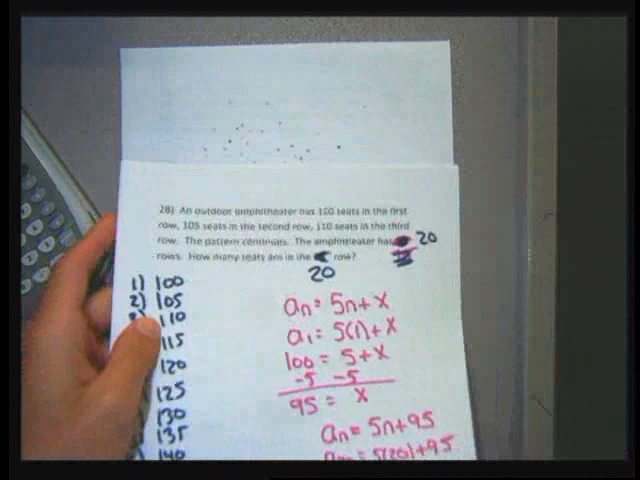 28) An outdoor amphitheater has 100 seats in the first
row, 105 seats in the second row, 110 seats in the third
row. The pattern continues. The amphitheater has 20
rows. How many seats are in the row?
20
1) 100
2) 105
110
115
120
125
130
135
140
an = 5n + x
a1 = 5(1) + x
100 = 5 + x
-5 -5
95 = x
an = 5n + 95
5(20) + 95